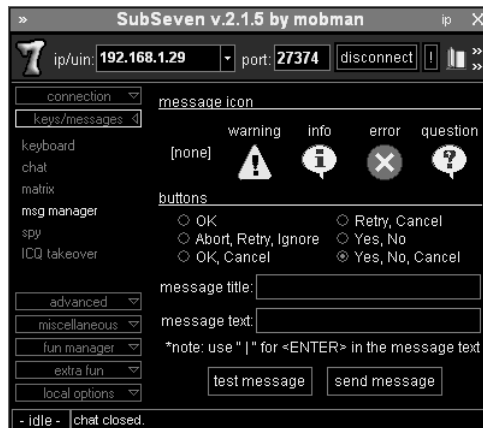 » SubSeven v.2.1.5 by mobman ip X
7 ip/uin: 192.168.1.29 port: 27374 disconnect ! »
»
connection
keys/messages
keyboard
chat
matrix
msg manager
spy
ICQ takeover
advanced
miscellaneous
fun manager
extra fun
local options
message icon
warning info error question
[none]
buttons
OK Retry, Cancel
Abort, Retry, Ignore Yes, No
OK, Cancel Yes, No, Cancel
message title:
message text:
*note: use " | " for <ENTER> in the message text
test message send message
- idle - chat closed.